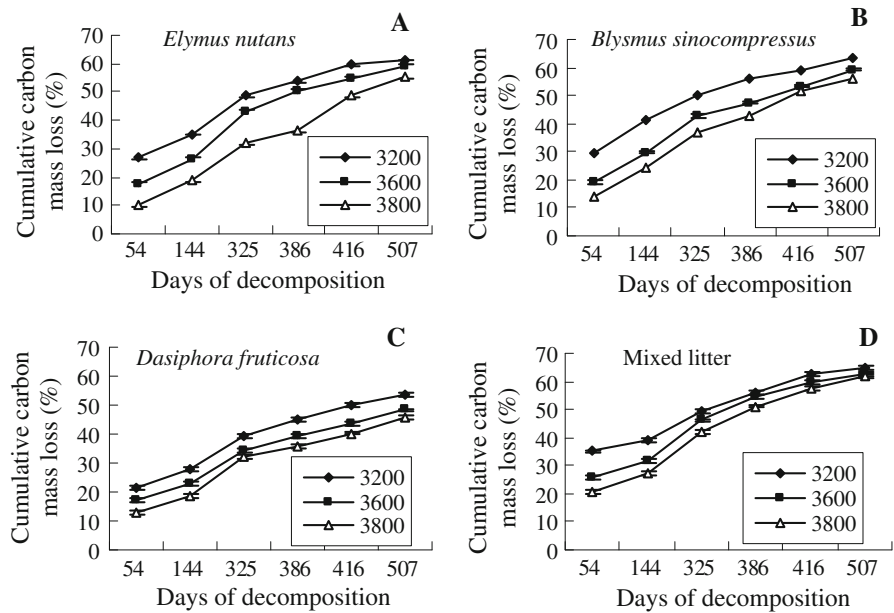 A
Elymus nutans
Cumulative carbon
mass loss (%)
70
60
50
40
30
20
10
0
3200
3600
3800
54 144 325 386 416 507
Days of decomposition
B
Blysmus sinocompressus
Cumulative carbon
mass loss (%)
70
60
50
40
30
20
10
0
3200
3600
3800
54 144 325 386 416 507
Days of decomposition
C
Dasiphora fruticosa
Cumulative carbon
mass loss (%)
70
60
50
40
30
20
10
0
3200
3600
3800
54 144 325 386 416 507
Days of decomposition
D
Mixed litter
Cumulative carbon
mass loss (%)
70
60
50
40
30
20
10
0
3200
3600
3800
54 144 325 386 416 507
Days of decomposition